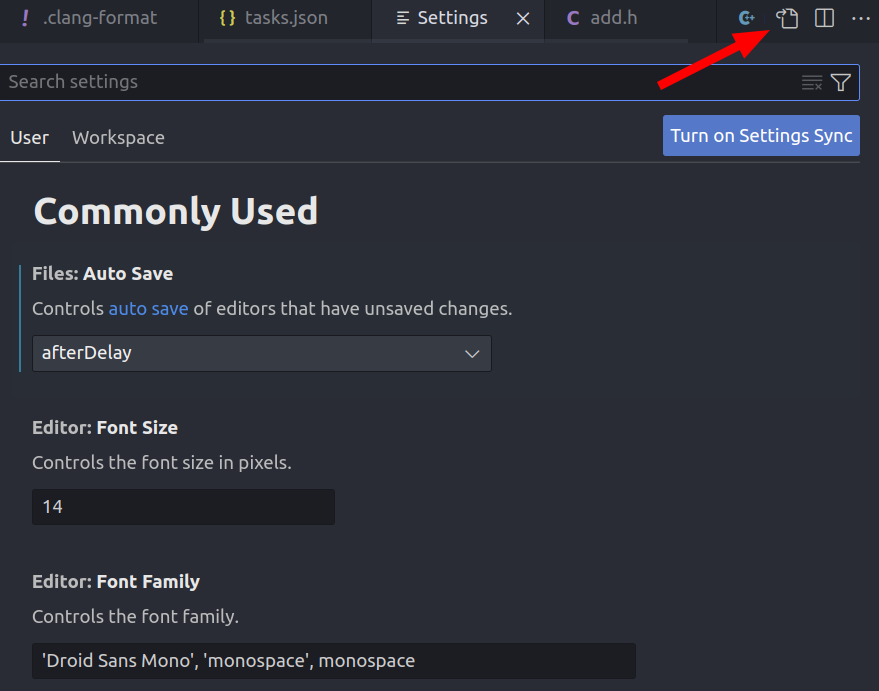 ! .clang-format {} tasks.json Settings C add.h C+ ...
Search settings
User Workspace Turn on Settings Sync
Commonly Used
Files: Auto Save
Controls auto save of editors that have unsaved changes.
afterDelay
Editor: Font Size
Controls the font size in pixels.
14
Editor: Font Family
Controls the font family.
'Droid Sans Mono', 'monospace', monospace